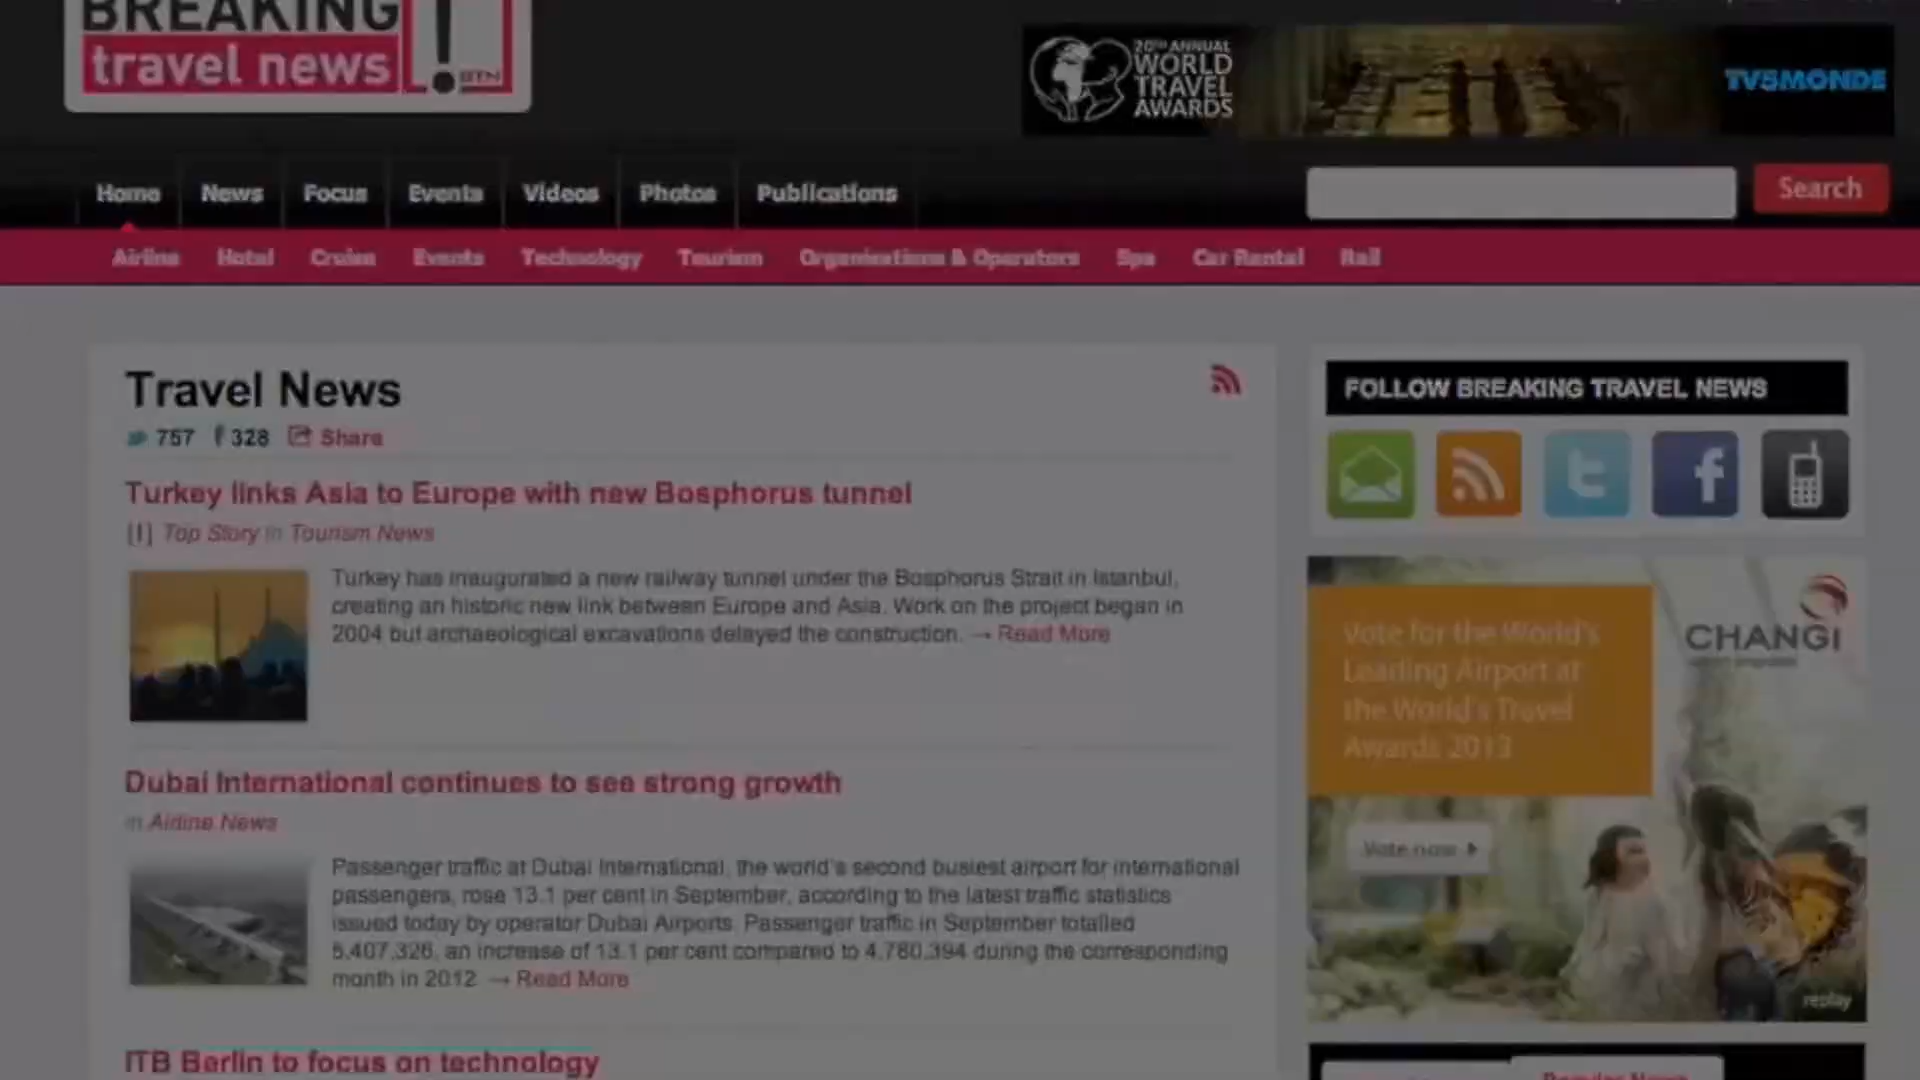 BREAKING
travel news
BTN
20TH ANNUAL
WORLD
TRAVEL
AWARDS
TV5MONDE
Home News Focus Events Videos Photos Publications
Search
Airline Hotel Cruise Events Technology Tourism Organisations & Operators Spa Car Rental Rail
Travel News
757 328 Share
Turkey links Asia to Europe with new Bosphorus tunnel
[!] Top Story in Tourism News
Turkey has inaugurated a new railway tunnel under the Bosphorus Strait in Istanbul,
creating an historic new link between Europe and Asia. Work on the project began in
2004 but archaeological excavations delayed the construction. → Read More
Dubai International continues to see strong growth
in Airline News
Passenger traffic at Dubai International, the world's second busiest airport for international
passengers, rose 13.1 per cent in September, according to the latest traffic statistics
issued today by operator Dubai Airports. Passenger traffic in September totalled
5,407,326, an increase of 13.1 per cent compared to 4,780,394 during the corresponding
month in 2012. → Read More
ITB Berlin to focus on technology
FOLLOW BREAKING TRAVEL NEWS
Vote for the World's
Leading Airport at
the World's Travel
Awards 2013
CHANGI
Vote now
replay
Popular News